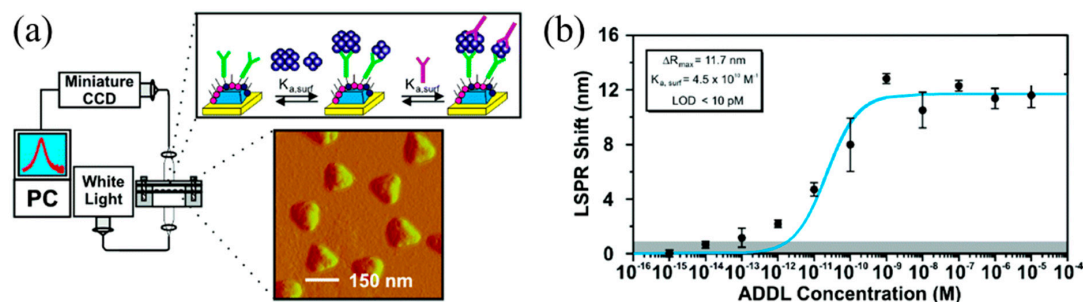 (a)
Miniature
CCD
PC
White
Light
Ka,surf
Ka,surf
150 nm
(b)
LSPR Shift (nm)
16
12
8
4
0
ΔRmax = 11.7 nm
Ka, surf = 4.5 x 10¹⁰ M⁻¹
LOD < 10 pM
10⁻¹⁶ 10⁻¹⁵ 10⁻¹⁴ 10⁻¹³ 10⁻¹² 10⁻¹¹ 10⁻¹⁰ 10⁻⁹ 10⁻⁸ 10⁻⁷ 10⁻⁶ 10⁻⁵ 10⁻⁴
ADDL Concentration (M)